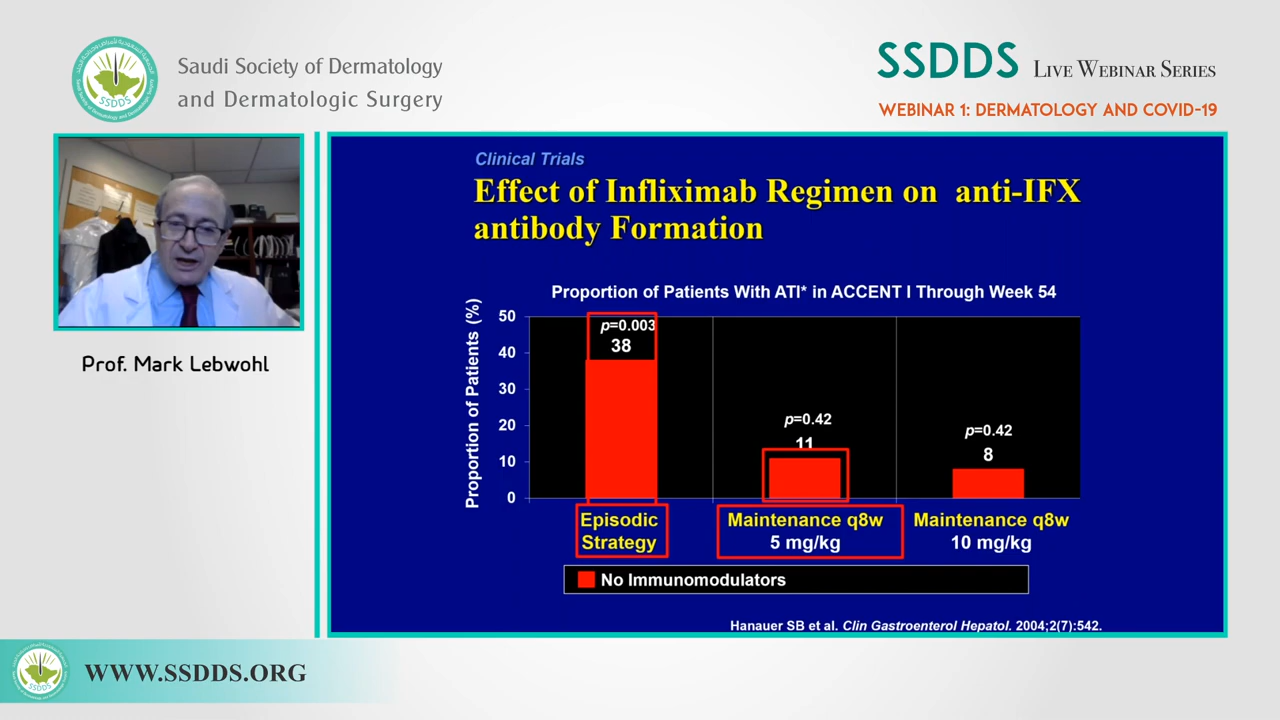 Saudi Society of Dermatology
and Dermatologic Surgery
SSDDS LIVE WEBINAR SERIES
WEBINAR 1: DERMATOLOGY AND COVID-19
SSDDS
Prof. Mark Lebwohl
Clinical Trials
Effect of Infliximab Regimen on anti-IFX
antibody Formation
Proportion of Patients With ATI* in ACCENT I Through Week 54
Proportion of Patients (%)
50
40
30
20
10
0
p=0.003
38
p=0.42
11
p=0.42
8
Episodic
Strategy
Maintenance q8w
5 mg/kg
Maintenance q8w
10 mg/kg
No Immunomodulators
Hanauer SB et al. Clin Gastroenterol Hepatol. 2004;2(7):542.
SSDDS
WWW.SSDDS.ORG